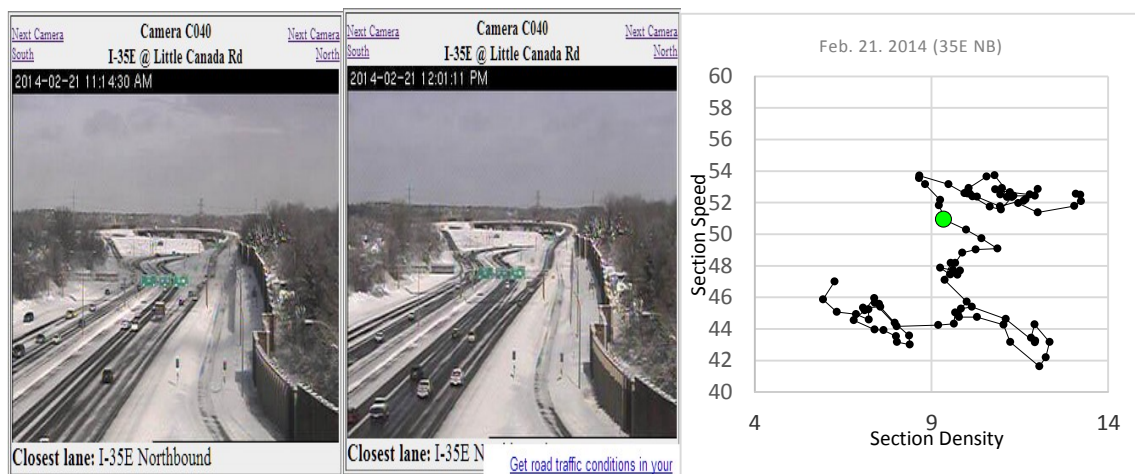 Next Camera
South
Camera C040
I-35E @ Little Canada Rd
Next Camera
North
2014-02-21 11:14:30 AM
Closest lane: I-35E Northbound
Next Camera
South
Camera C040
I-35E @ Little Canada Rd
Next Camera
North
2014-02-21 12:01:11 PM
Closest lane: I-35E N
Get road traffic conditions in your
Feb. 21. 2014 (35E NB)
Section Speed
60
58
56
54
52
50
48
46
44
42
40
4
9
14
Section Density